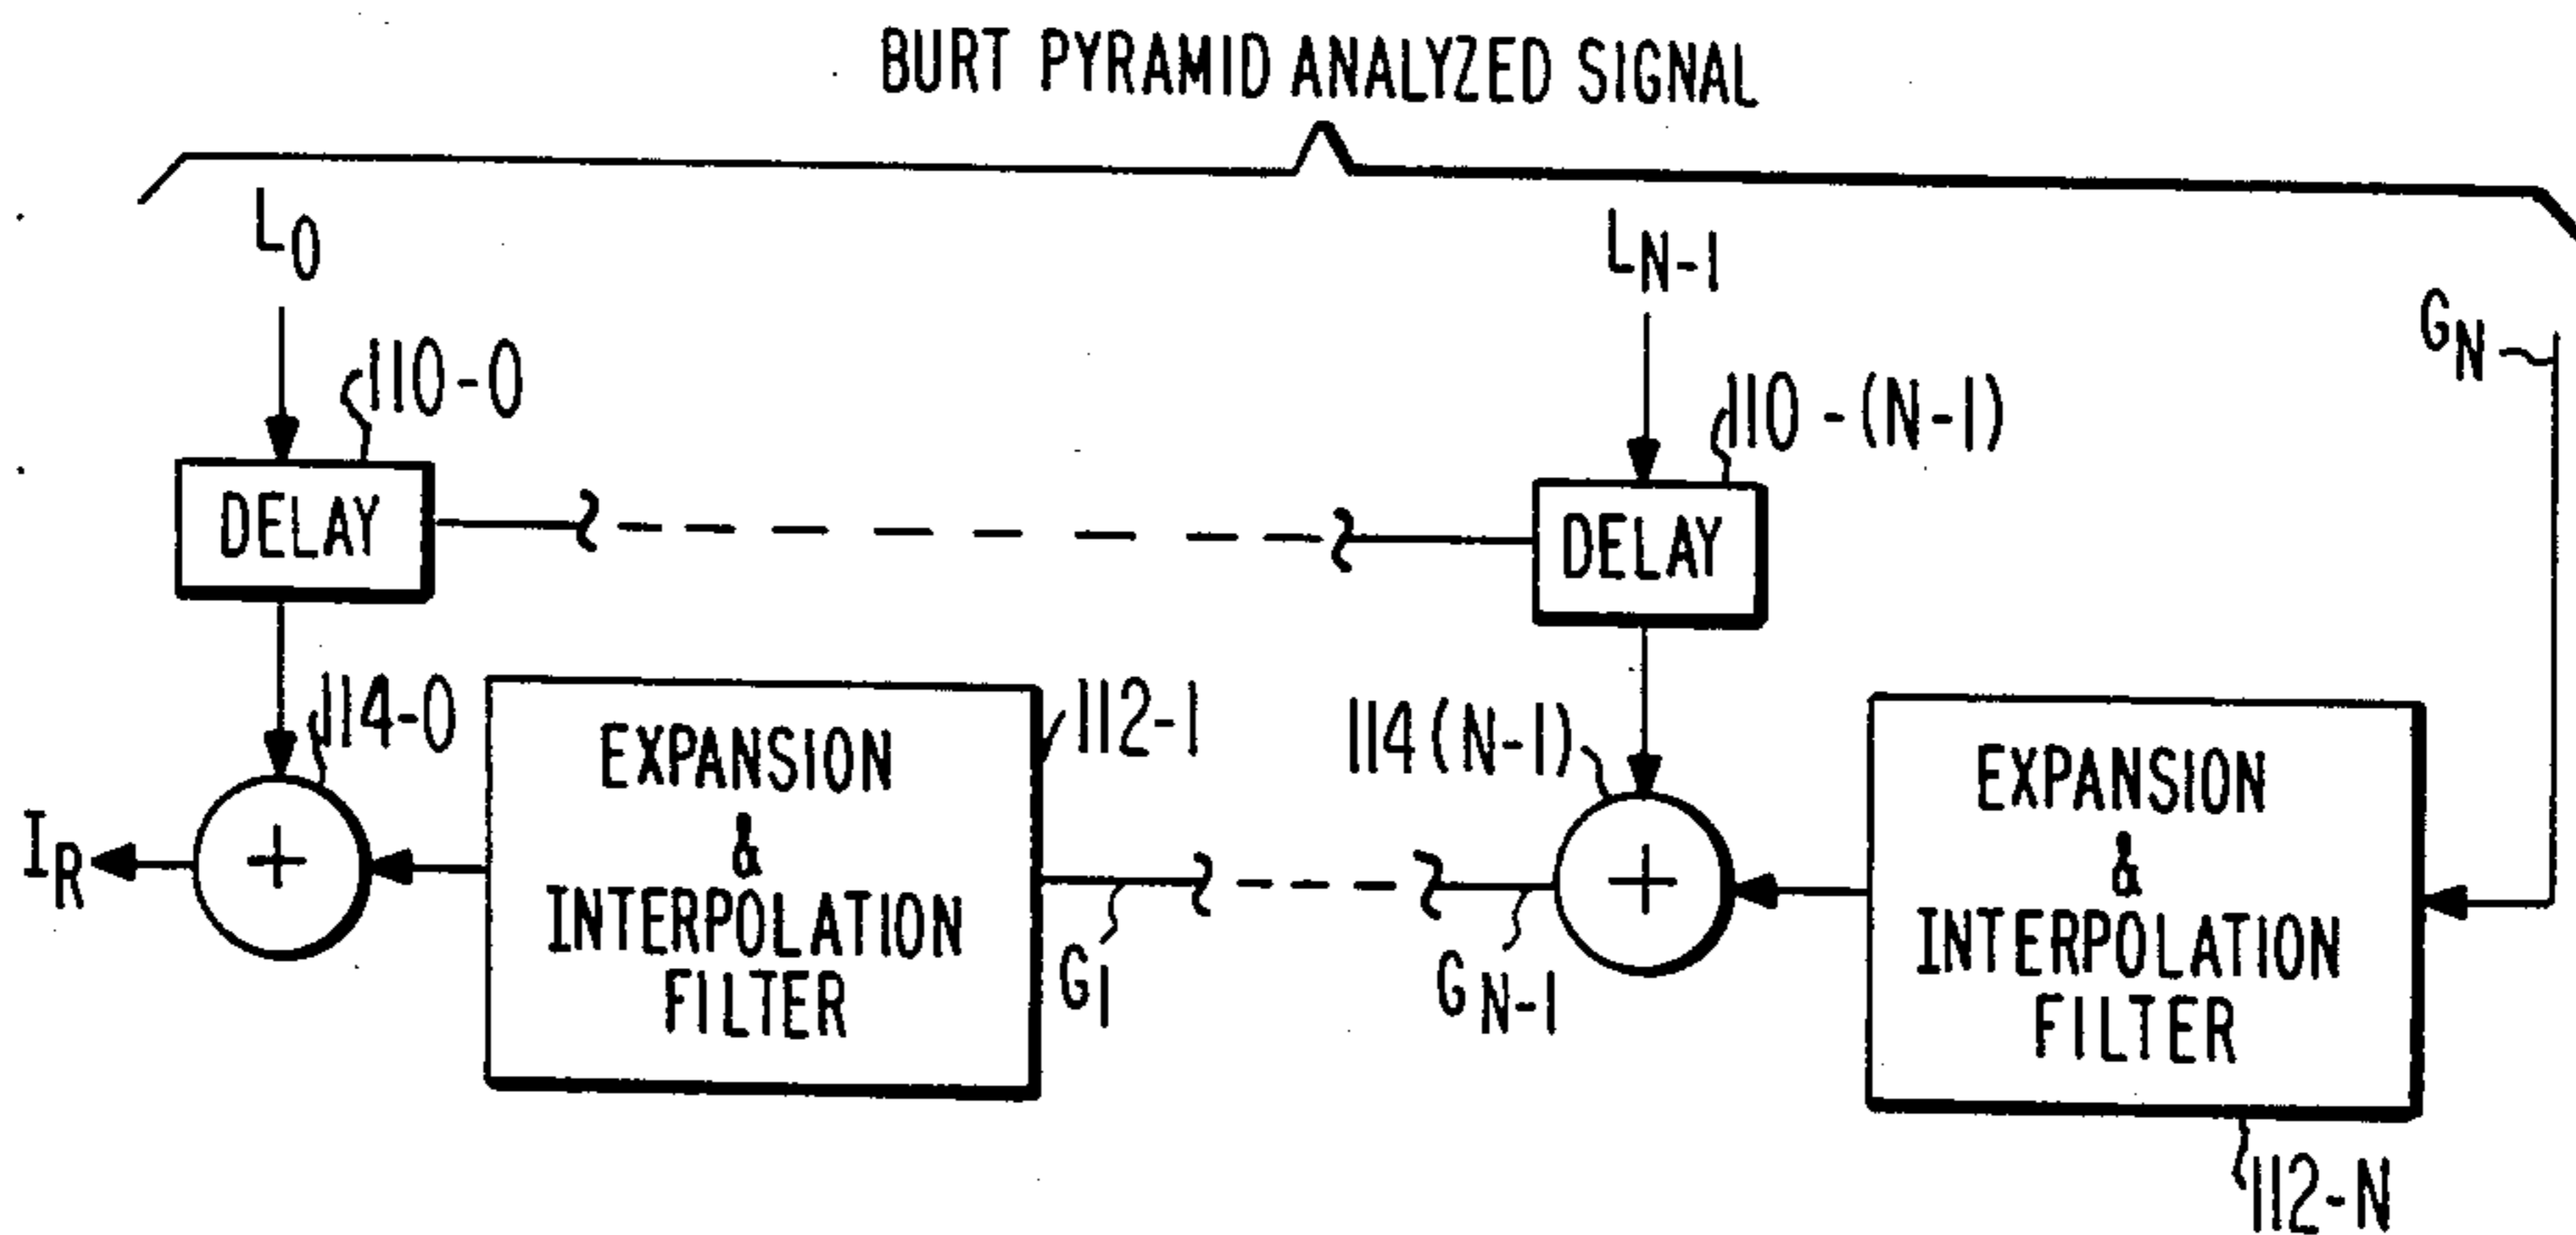 BURT PYRAMID ANALYZED SIGNAL
L0
LN-1
GN
110-0
110-(N-1)
DELAY
DELAY
114-0
112-1
114(N-1)
EXPANSION
&
INTERPOLATION
FILTER
EXPANSION
&
INTERPOLATION
FILTER
IR
+
+
G1
GN-1
112-N